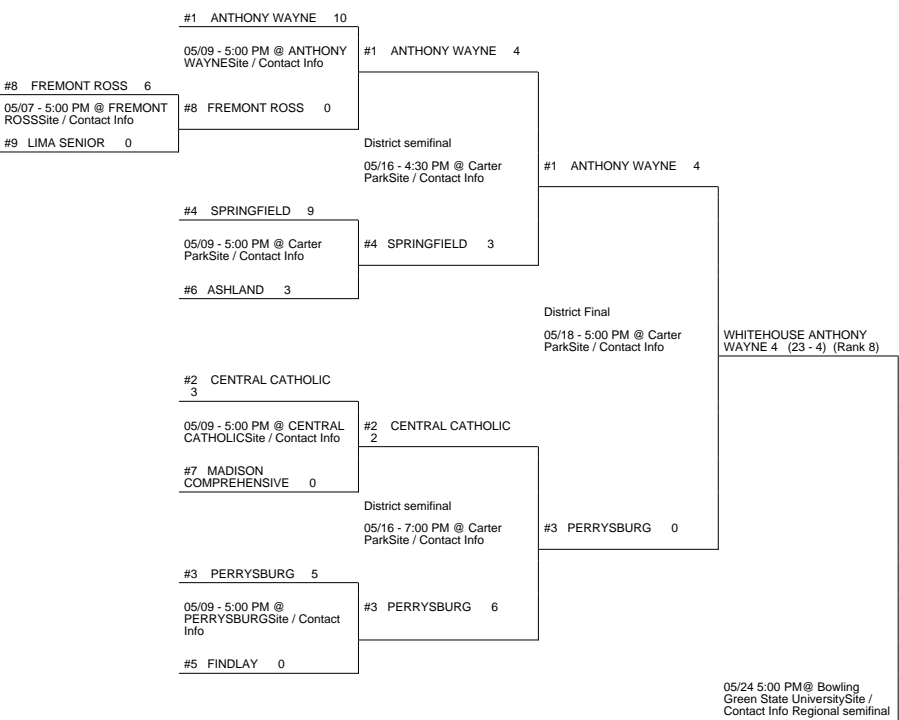 #1 ANTHONY WAYNE 10
05/09 - 5:00 PM @ ANTHONY
WAYNESite / Contact Info
#1 ANTHONY WAYNE 4
#8 FREMONT ROSS 6
05/07 - 5:00 PM @ FREMONT
ROSSSite / Contact Info
#8 FREMONT ROSS 0
#9 LIMA SENIOR 0
District semifinal
05/16 - 4:30 PM @ Carter
ParkSite / Contact Info
#1 ANTHONY WAYNE 4
#4 SPRINGFIELD 9
05/09 - 5:00 PM @ Carter
ParkSite / Contact Info
#4 SPRINGFIELD 3
#6 ASHLAND 3
District Final
05/18 - 5:00 PM @ Carter
ParkSite / Contact Info
WHITEHOUSE ANTHONY
WAYNE 4 (23 - 4) (Rank 8)
#2 CENTRAL CATHOLIC
3
05/09 - 5:00 PM @ CENTRAL
CATHOLICSite / Contact Info
#2 CENTRAL CATHOLIC
2
#7 MADISON
COMPREHENSIVE 0
District semifinal
05/16 - 7:00 PM @ Carter
ParkSite / Contact Info
#3 PERRYSBURG 0
#3 PERRYSBURG 5
05/09 - 5:00 PM @
PERRYSBURGSite / Contact
Info
#3 PERRYSBURG 6
#5 FINDLAY 0
05/24 5:00 PM@ Bowling
Green State UniversitySite /
Contact Info Regional semifinal